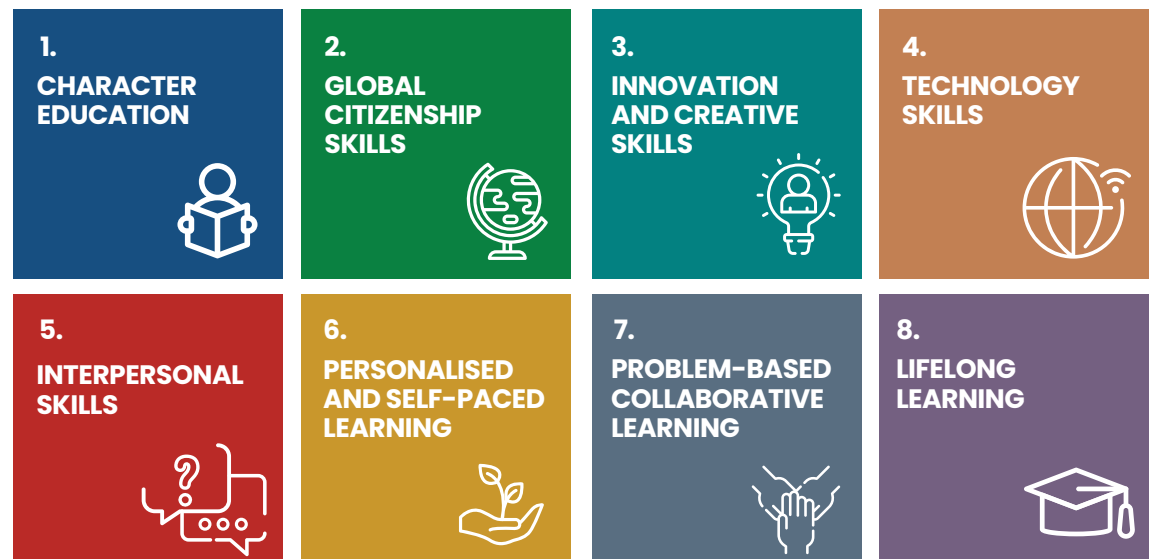 1.
CHARACTER
EDUCATION
2.
GLOBAL
CITIZENSHIP
SKILLS
3.
INNOVATION
AND CREATIVE
SKILLS
4.
TECHNOLOGY
SKILLS
5.
INTERPERSONAL
SKILLS
6.
PERSONALISED
AND SELF-PACED
LEARNING
7.
PROBLEM-BASED
COLLABORATIVE
LEARNING
8.
LIFELONG
LEARNING